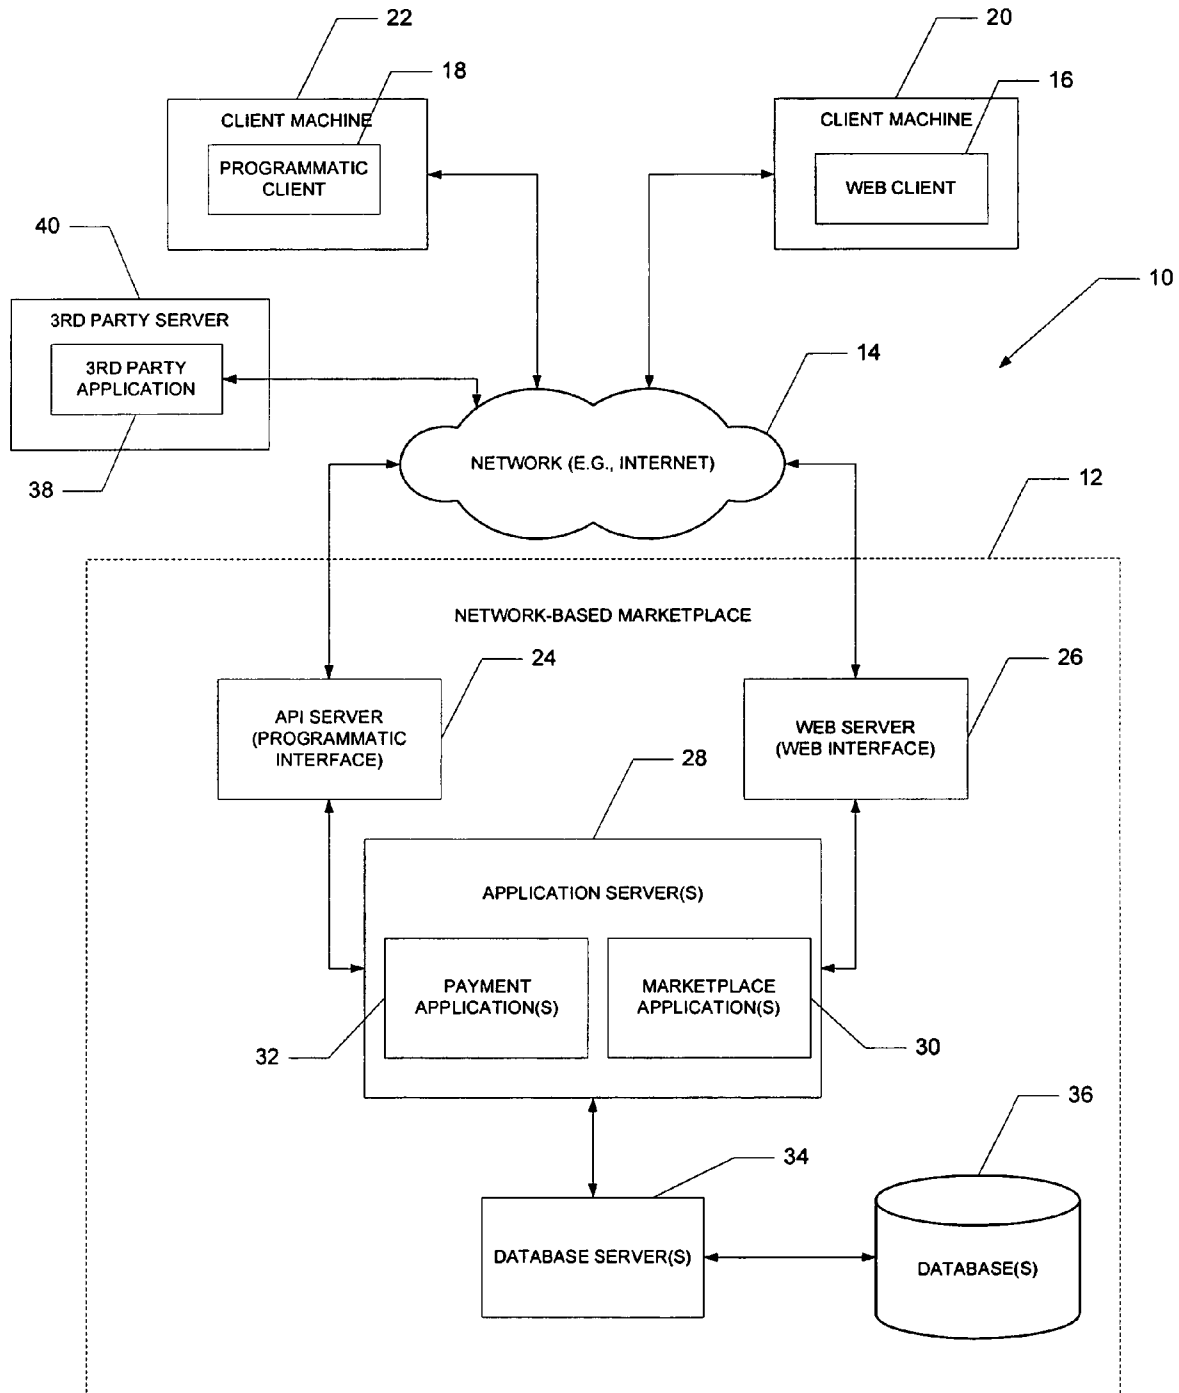 22
20
18
16
CLIENT MACHINE
CLIENT MACHINE
PROGRAMMATIC
CLIENT
WEB CLIENT
40
10
3RD PARTY SERVER
3RD PARTY
APPLICATION
14
38
NETWORK (E.G., INTERNET)
12
NETWORK-BASED MARKETPLACE
24
26
API SERVER
(PROGRAMMATIC
INTERFACE)
WEB SERVER
(WEB INTERFACE)
28
APPLICATION SERVER(S)
PAYMENT
APPLICATION(S)
MARKETPLACE
APPLICATION(S)
32
30
36
34
DATABASE SERVER(S)
DATABASE(S)